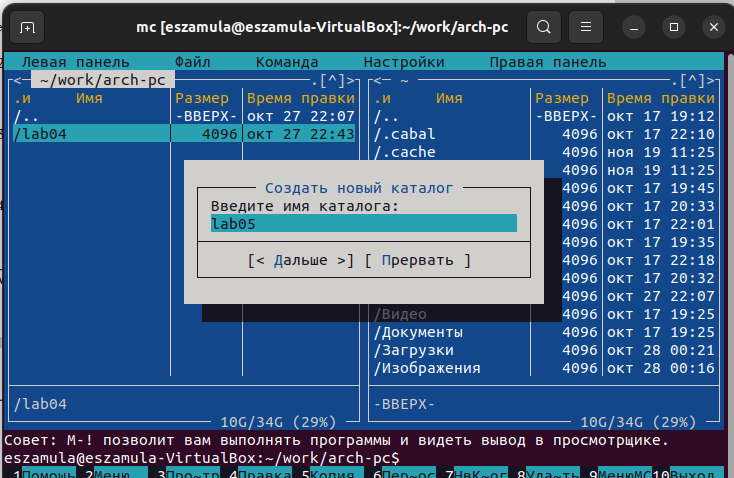 mc [eszamula@eszamula-VirtualBox]:~/work/arch-pc
Левая панель Файл Команда Настройки Правая панель
<— ~/work/arch-pc .[^]>
.и Имя Размер Время правки
/.. -ВВЕРХ- окт 27 22:07
/lab04 4096 окт 27 22:43
/lab04
10G/34G (29%)
<— ~ .[^]>
.и Имя Размер Время правки
/.. -ВВЕРХ- окт 17 19:12
/.cabal 4096 окт 17 22:10
/.cache 4096 ноя 19 11:25
4096 ноя 19 11:25
4096 окт 17 19:45
4096 окт 17 20:33
4096 окт 17 22:01
4096 окт 17 19:35
4096 окт 17 22:18
4096 окт 17 20:32
4096 окт 27 22:07
/Видео 4096 окт 17 19:25
/Документы 4096 окт 17 19:25
/Загрузки 4096 окт 28 00:21
/Изображения 4096 окт 28 00:16
-ВВЕРХ-
10G/34G (29%)
Создать новый каталог
Введите имя каталога:
lab05
[< Дальше >] [ Прервать ]
Совет: M-! позволит вам выполнять программы и видеть вывод в просмотрщике.
eszamula@eszamula-VirtualBox:~/work/arch-pc$
1Помощь 2Меню 3Про~тр 4Правка 5Копия 6Пер~ос 7НвК~ог 8Уда~ть 9МенюMC 10Выход